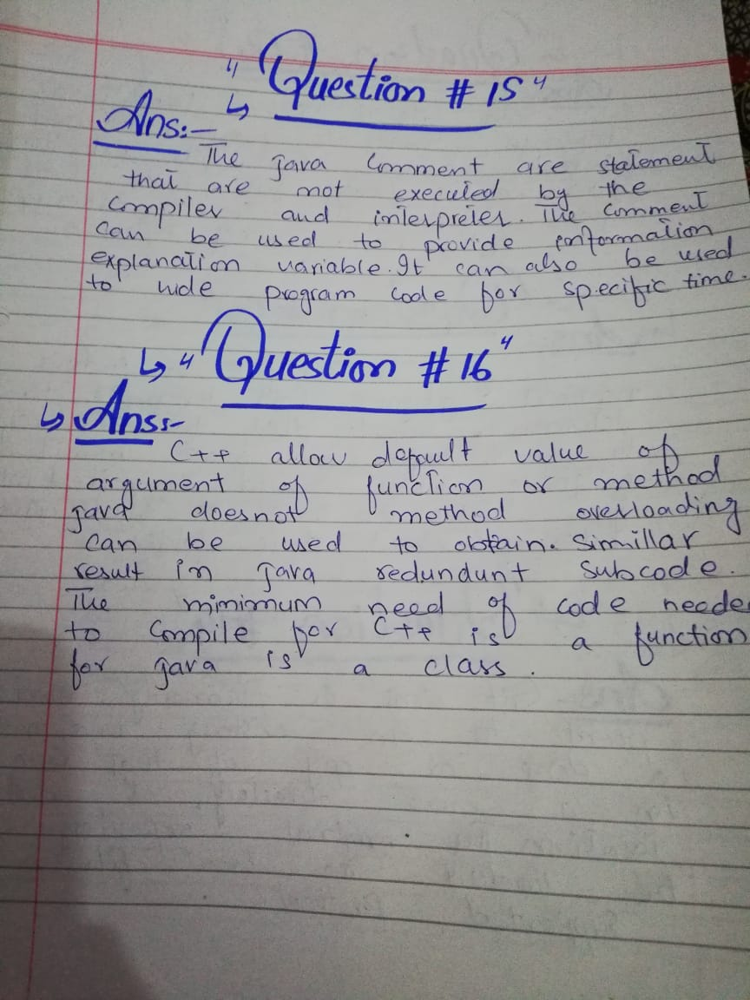 " Question # 15 "
Ans:-
The Java Comment are statement
that are not executed by the
Compiler and interpreter. The Comment
Can be used to provide information
explanation variable. It can also be used
to hide program Code for specific time.
" Question # 16 "
Ans:-
C++ allow default value of
argument of function or method
Java doesnot method overloading
Can be used to obtain. Simillar
result in Java redundunt Subcode.
The minimum need of code neede
to Compile for C++ is a function
for Java is a class.